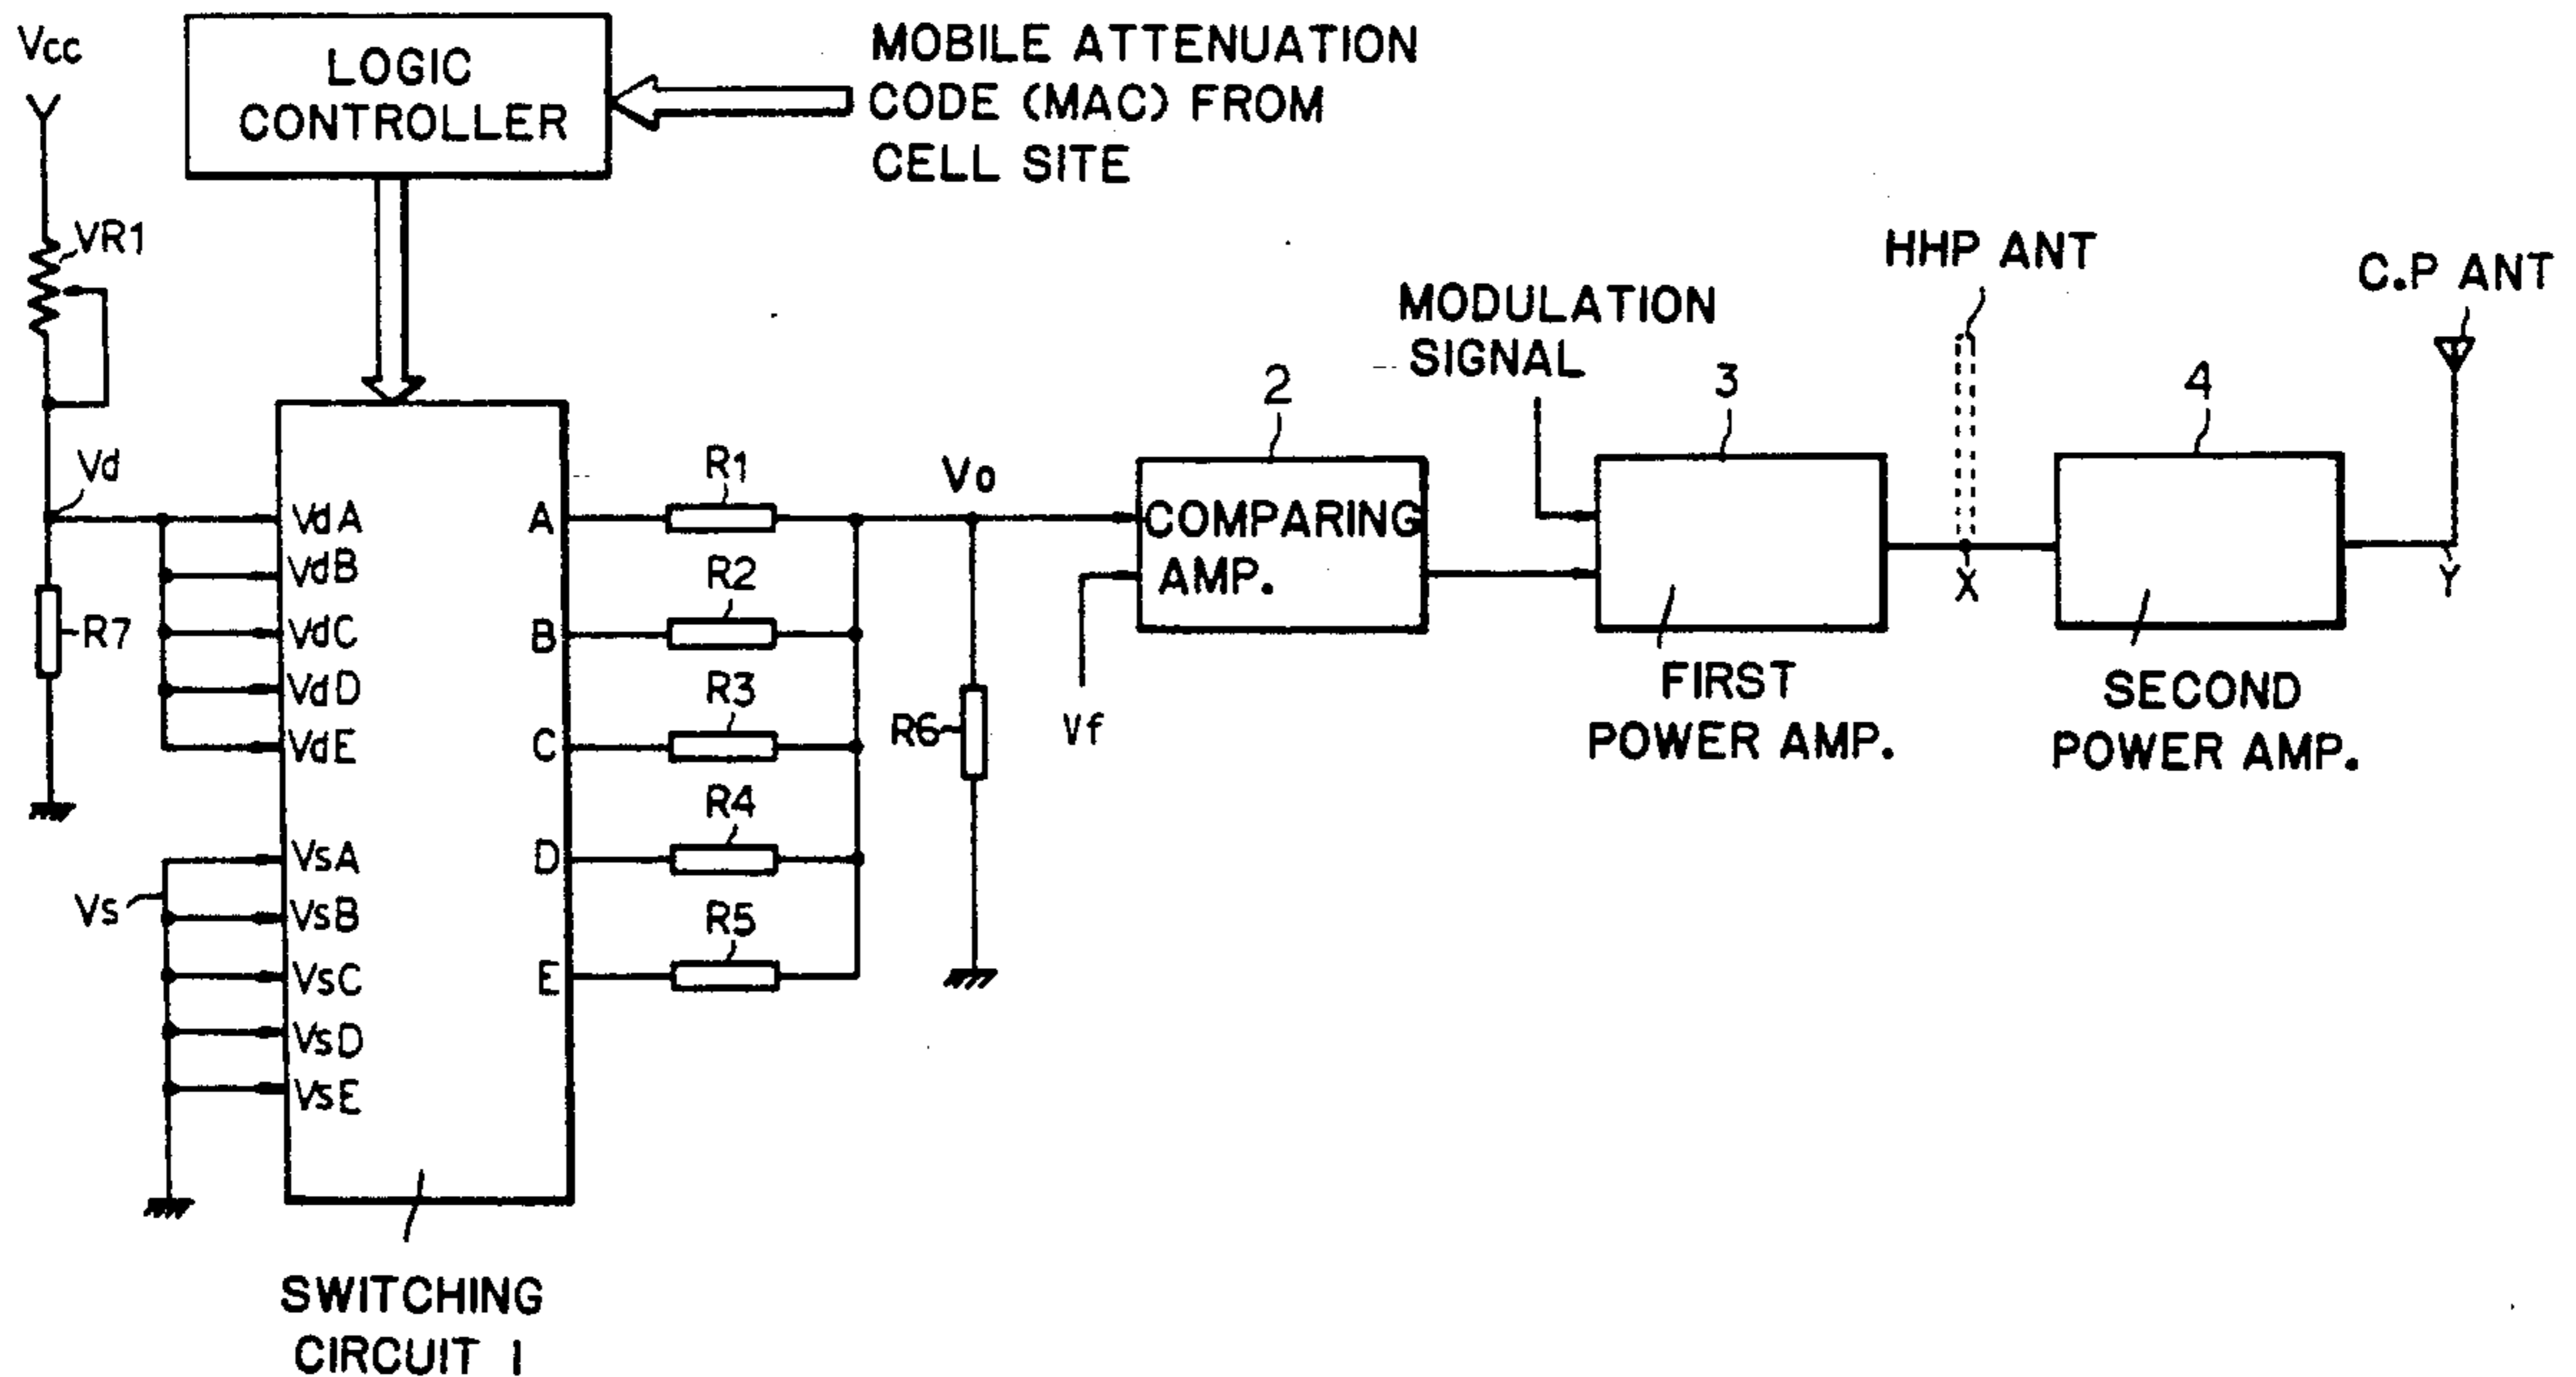 Vcc
LOGIC
CONTROLLER
MOBILE ATTENUATION
CODE (MAC) FROM
CELL SITE
VR1
Vd
R7
VdA
VdB
VdC
VdD
VdE
Vs
VsA
VsB
VsC
VsD
VsE
A
B
C
D
E
SWITCHING
CIRCUIT 1
R1
R2
R3
R4
R5
Vo
R6
2
COMPARING
AMP.
Vf
MODULATION
SIGNAL
3
FIRST
POWER AMP.
HHP ANT
X
4
SECOND
POWER AMP.
C.P ANT
Y